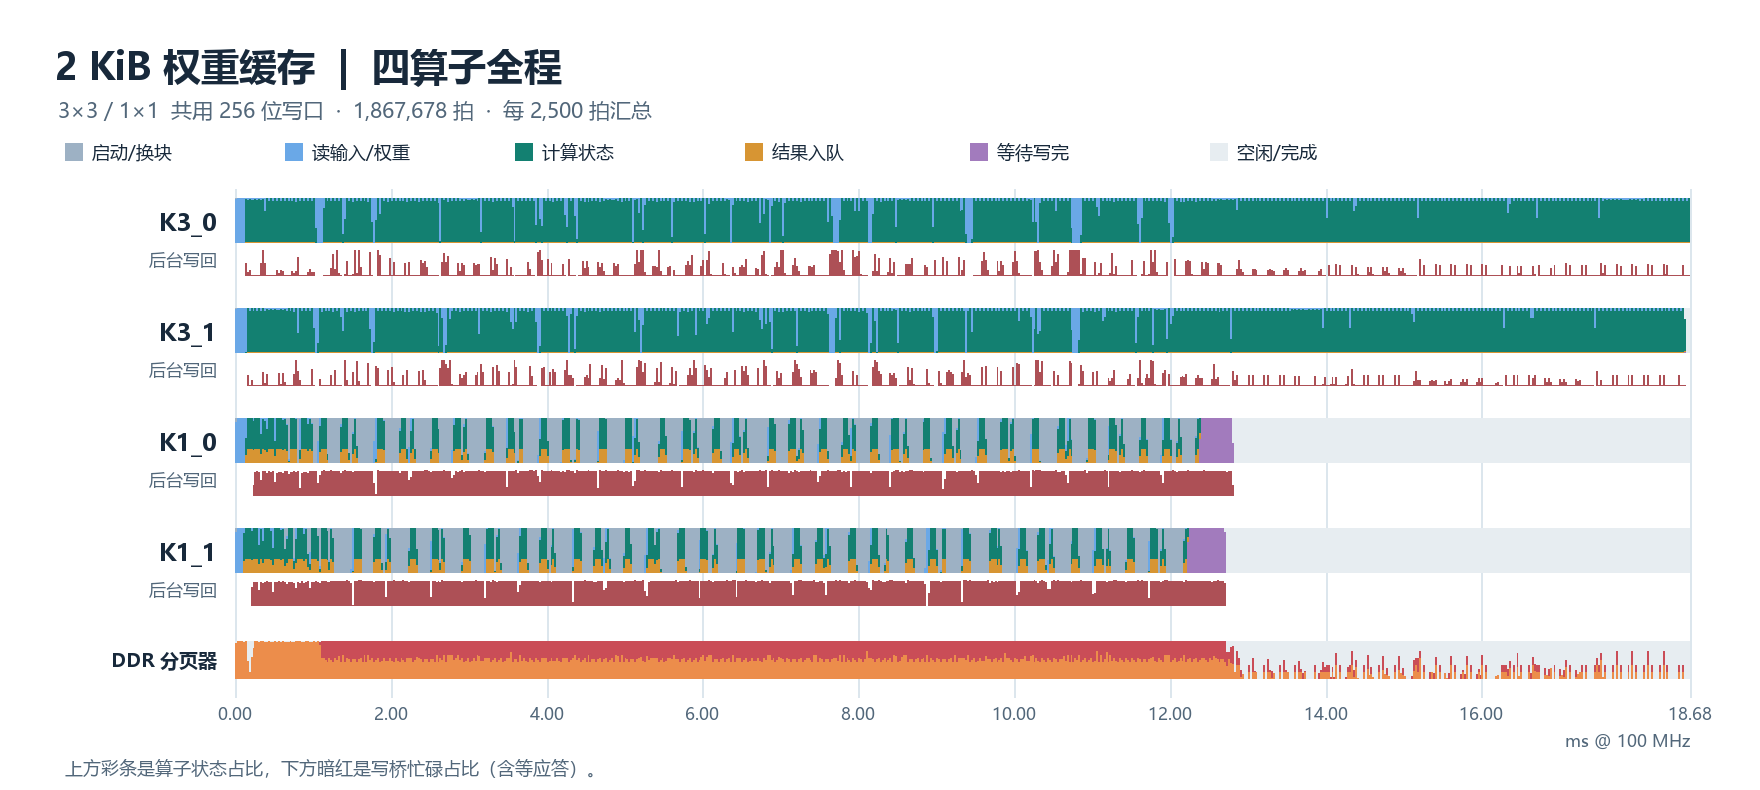 2 KiB 权重缓存 | 四算子全程
3×3 / 1×1 共用 256 位写口 · 1,867,678 拍 · 每 2,500 拍汇总
启动/换块 读输入/权重 计算状态 结果入队 等待写完 空闲/完成
K3_0
后台写回
K3_1
后台写回
K1_0
后台写回
K1_1
后台写回
DDR 分页器
0.00 2.00 4.00 6.00 8.00 10.00 12.00 14.00 16.00 18.68
ms @ 100 MHz
上方彩条是算子状态占比，下方暗红是写桥忙碌占比（含等应答）。